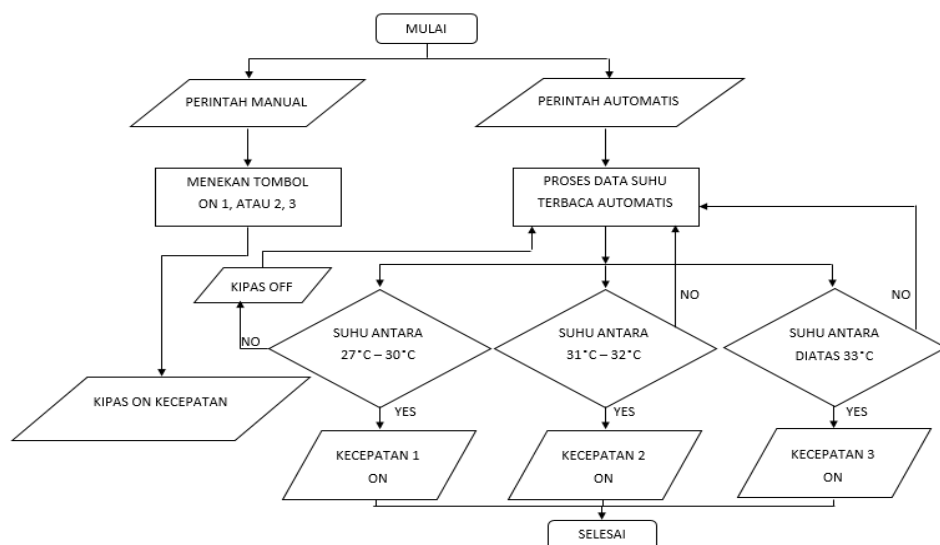 MULAI
PERINTAH MANUAL
PERINTAH AUTOMATIS
MENEKAN TOMBOL
ON 1, ATAU 2, 3
PROSES DATA SUHU
TERBACA AUTOMATIS
KIPAS OFF
NO
NO
NO
SUHU ANTARA
27°C – 30°C
SUHU ANTARA
31°C – 32°C
SUHU ANTARA
DIATAS 33°C
KIPAS ON KECEPATAN
YES
YES
YES
KECEPATAN 1
ON
KECEPATAN 2
ON
KECEPATAN 3
ON
SELESAI